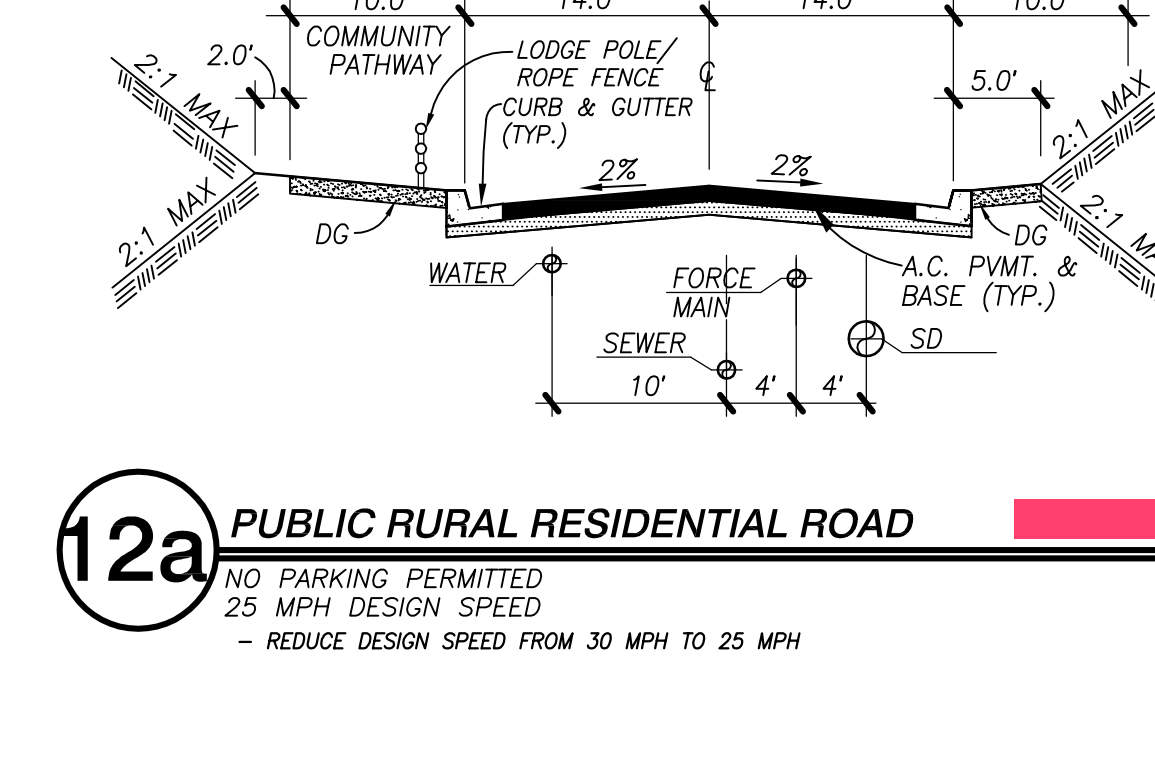 10.0'
14.0'
14.0'
10.0'
COMMUNITY
PATHWAY
LODGE POLE/
ROPE FENCE
℄
2.0'
5.0'
2:1 MAX
2:1 MAX
CURB & GUTTER
(TYP.)
2%
2%
2:1 MAX
2:1
DG
DG
WATER
FORCE
MAIN
A.C. PVMT. &
BASE (TYP.)
SEWER
SD
10'
4'
4'
12a
PUBLIC RURAL RESIDENTIAL ROAD
NO PARKING PERMITTED
25 MPH DESIGN SPEED
– REDUCE DESIGN SPEED FROM 30 MPH TO 25 MPH